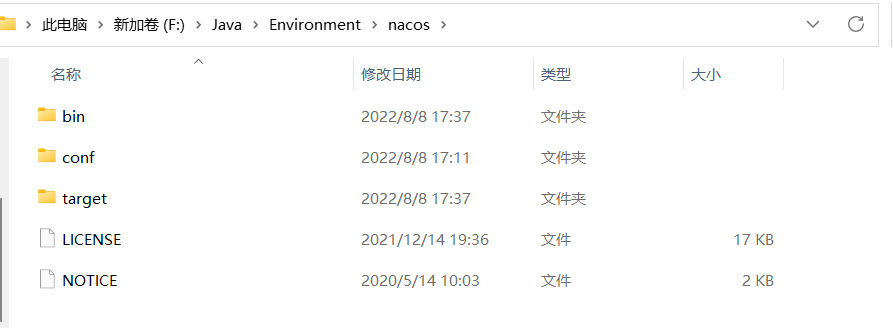 此电脑 > 新加卷 (F:) > Java > Environment > nacos >
名称 修改日期 类型 大小
bin 2022/8/8 17:37 文件夹
conf 2022/8/8 17:11 文件夹
target 2022/8/8 17:37 文件夹
LICENSE 2021/12/14 19:36 文件 17 KB
NOTICE 2020/5/14 10:03 文件 2 KB